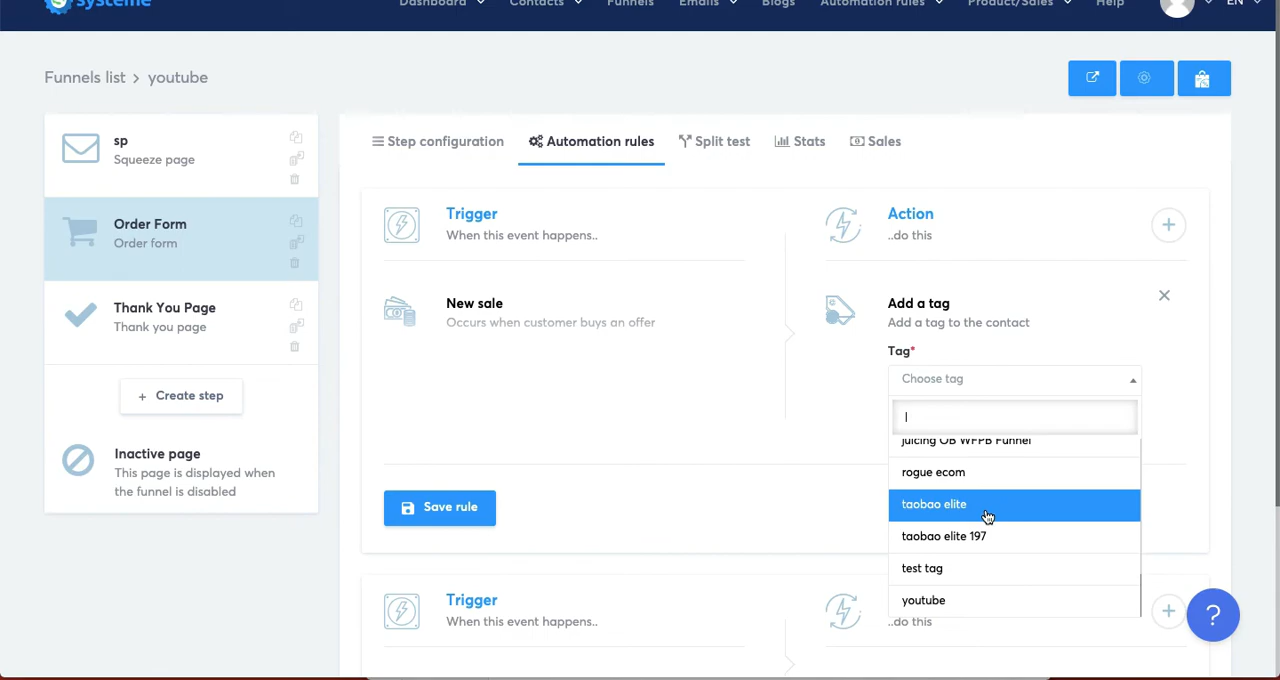 systeme
Dashboard Contacts Funnels Emails Blogs Automation rules Product/Sales Help EN
Funnels list > youtube
sp
Squeeze page
Order Form
Order form
Thank You Page
Thank you page
+ Create step
Inactive page
This page is displayed when
the funnel is disabled
Step configuration Automation rules Split test Stats Sales
Trigger
When this event happens..
Action
..do this
+
New sale
Occurs when customer buys an offer
Add a tag
Add a tag to the contact
Tag*
Choose tag
juicing OB WFPB Funnel
rogue ecom
taobao elite
taobao elite 197
test tag
youtube
Save rule
Trigger
When this event happens..
..do this
+
?